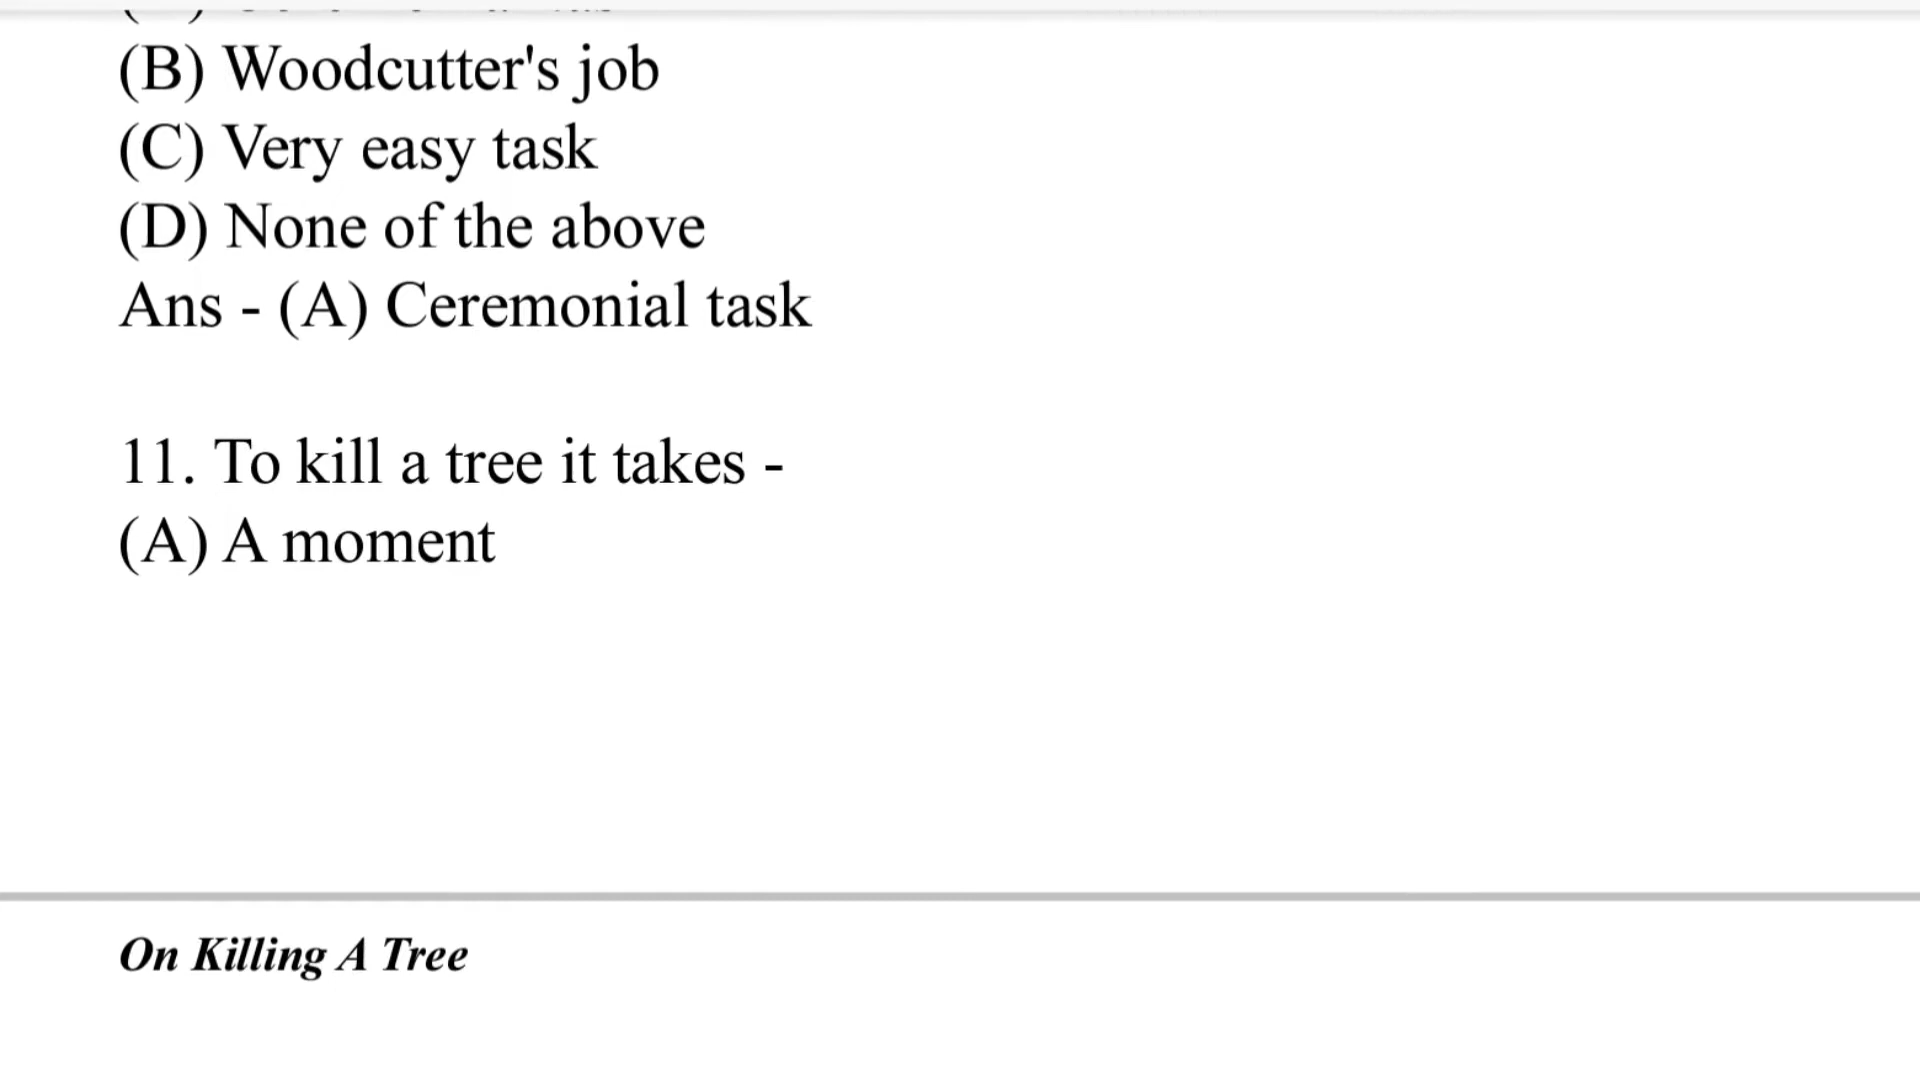 (B) Woodcutter's job
(C) Very easy task
(D) None of the above
Ans - (A) Ceremonial task
11. To kill a tree it takes -
(A) A moment
On Killing A Tree